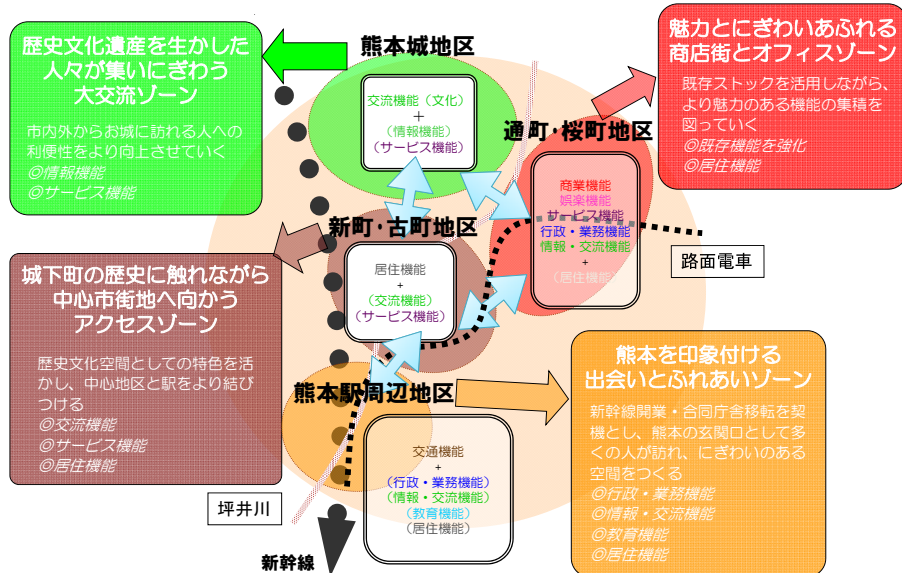 歴史文化遺産を生かした
人々が集いにぎわう
大交流ゾーン
市内外からお城に訪れる人への
利便性をより向上させていく
◎情報機能
◎サービス機能
熊本城地区
交流機能（文化）
＋
(情報機能)
(サービス機能)
魅力とにぎわいあふれる
商店街とオフィスゾーン
既存ストックを活用しながら、
より魅力のある機能の集積を
図っていく
◎既存機能を強化
◎居住機能
通町･桜町地区
商業機能
娯楽機能
サービス機能
行政・業務機能
情報・交流機能
+
(居住機能)
路面電車
新町･古町地区
居住機能
+
(交流機能)
(サービス機能)
城下町の歴史に触れながら
中心市街地へ向かう
アクセスゾーン
歴史文化空間としての特色を活
かし、中心地区と駅をより結び
つける
◎交流機能
◎サービス機能
◎居住機能
熊本駅周辺地区
交通機能
+
(行政・業務機能)
(情報・交流機能)
(教育機能)
(居住機能)
熊本を印象付ける
出会いとふれあいゾーン
新幹線開業・合同庁舎移転を契
機とし、熊本の玄関口として多
くの人が訪れ、にぎわいのある
空間をつくる
◎行政・業務機能
◎情報・交流機能
◎教育機能
◎居住機能
坪井川
新幹線